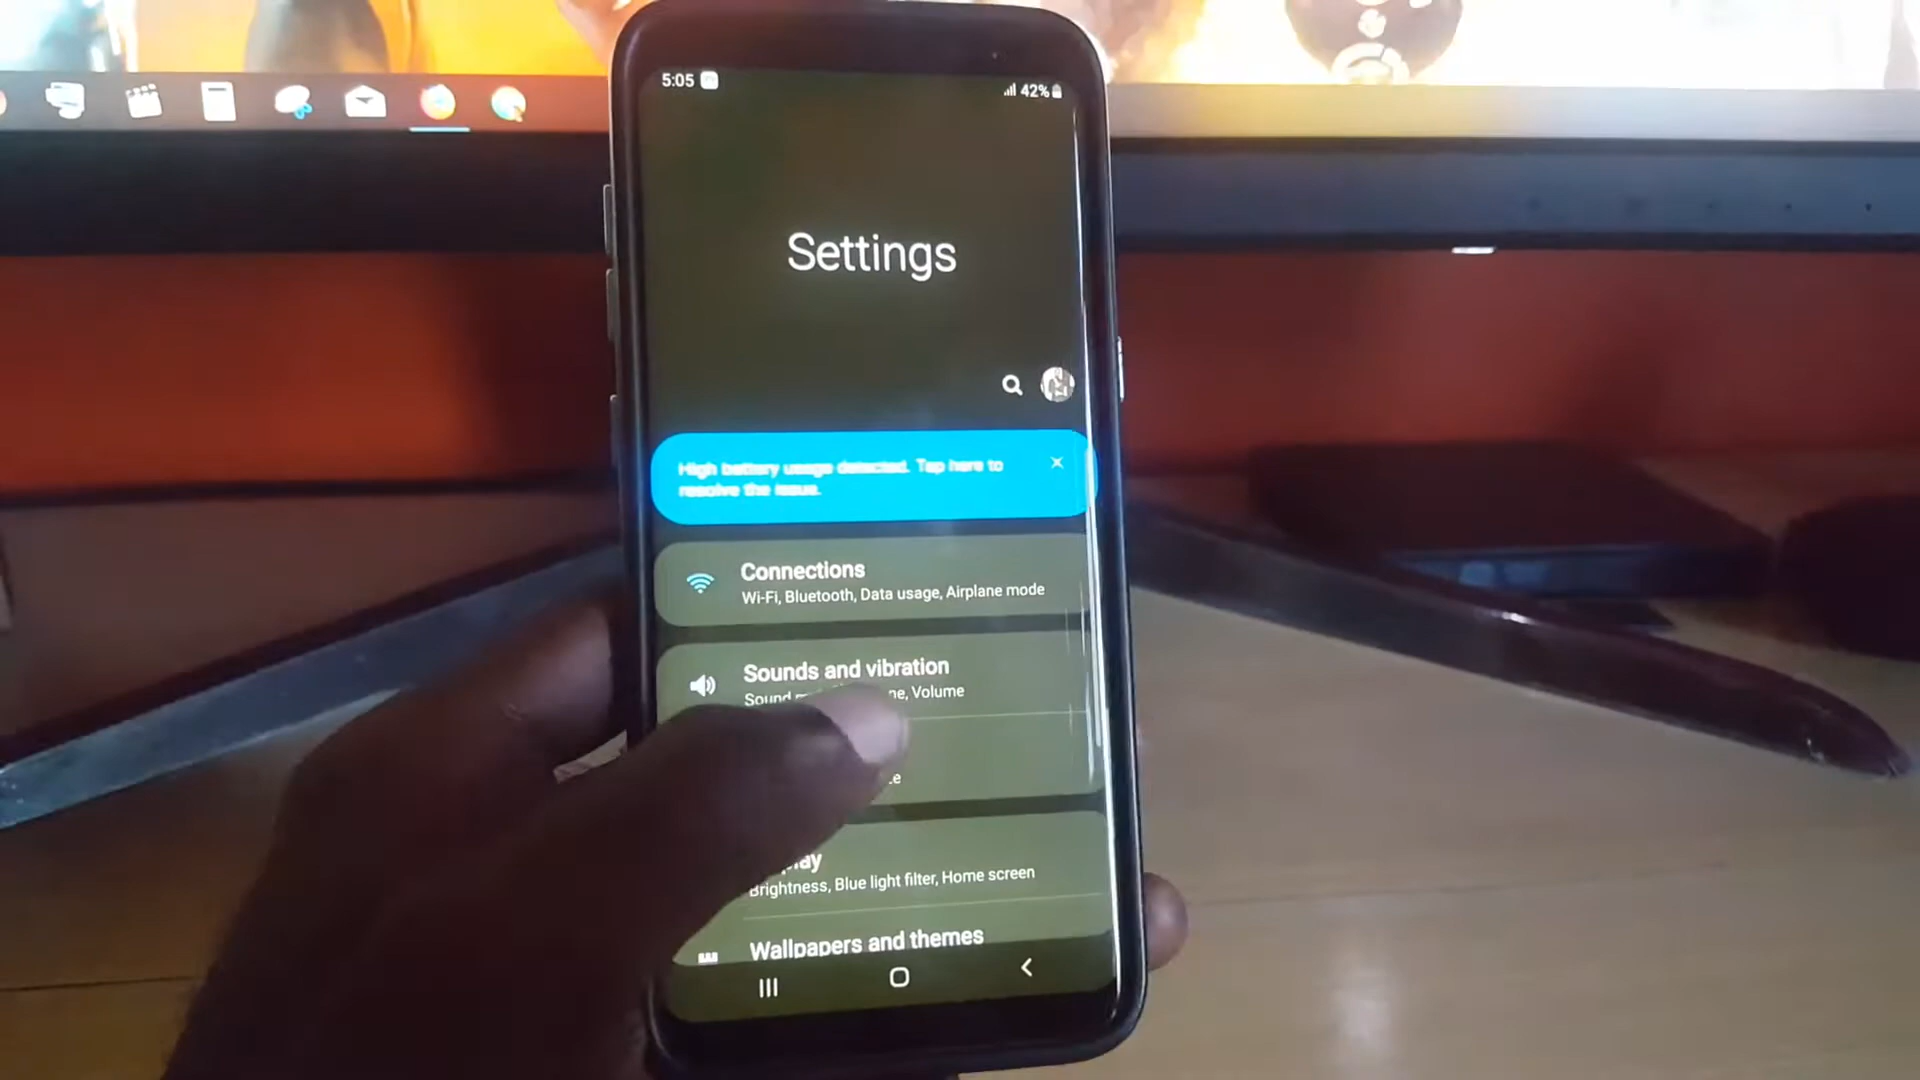 5:05
42%
Settings
High battery usage detected. Tap here to
resolve the issue.
Connections
Wi-Fi, Bluetooth, Data usage, Airplane mode
Sounds and vibration
Sound ne, Volume
Brightness, Blue light filter, Home screen
Wallpapers and themes